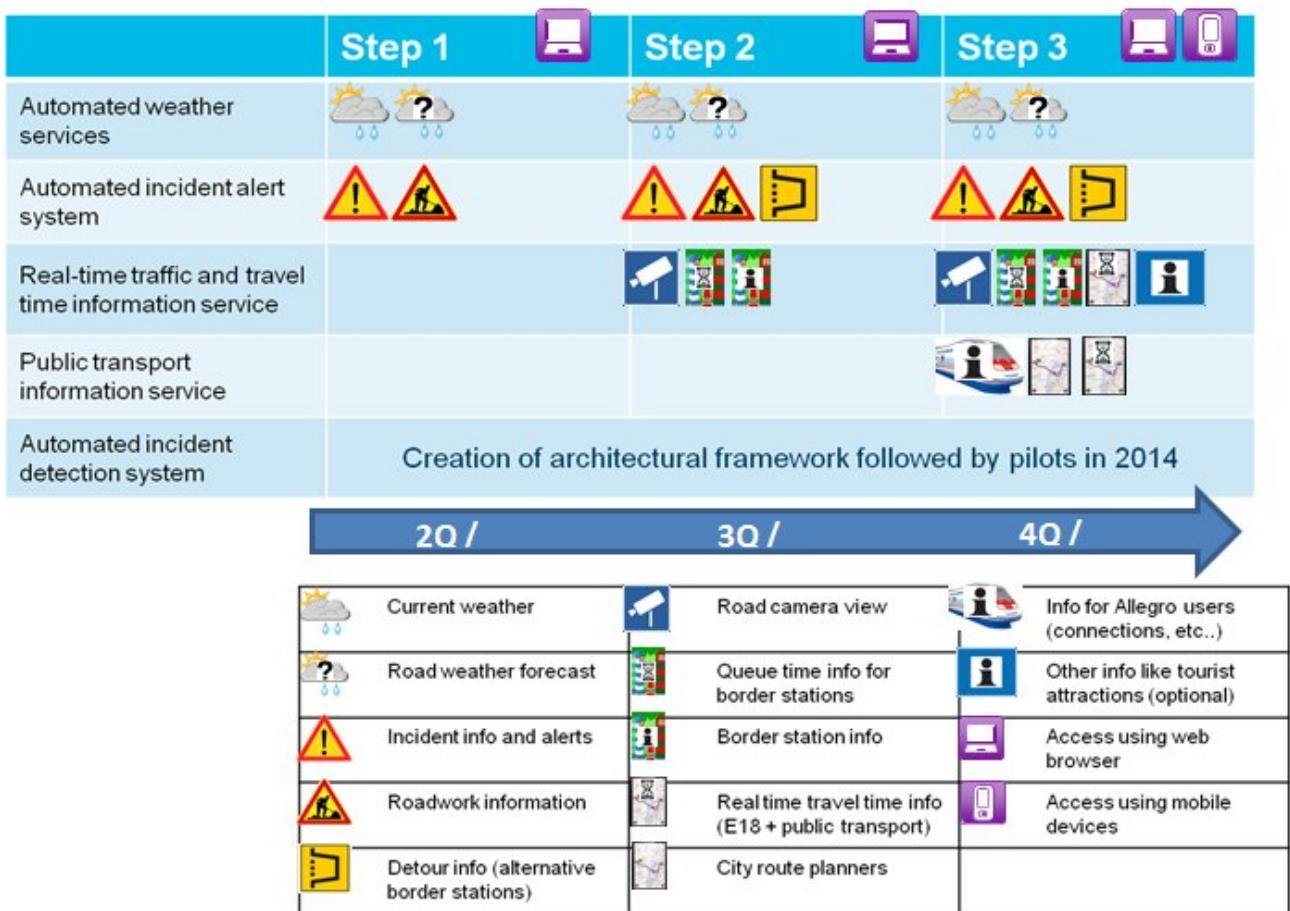 Step 1
Step 2
Step 3
Automated weather
services
Automated incident alert
system
Real-time traffic and travel
time information service
Public transport
information service
Automated incident
detection system
Creation of architectural framework followed by pilots in 2014
2Q /
3Q /
4Q /
Current weather
Road camera view
Info for Allegro users
(connections, etc..)
Road weather forecast
Queue time info for
border stations
Other info like tourist
attractions (optional)
Incident info and alerts
Border station info
Access using web
browser
Roadwork information
Real time travel time info
(E18 + public transport)
Access using mobile
devices
Detour info (alternative
border stations)
City route planners